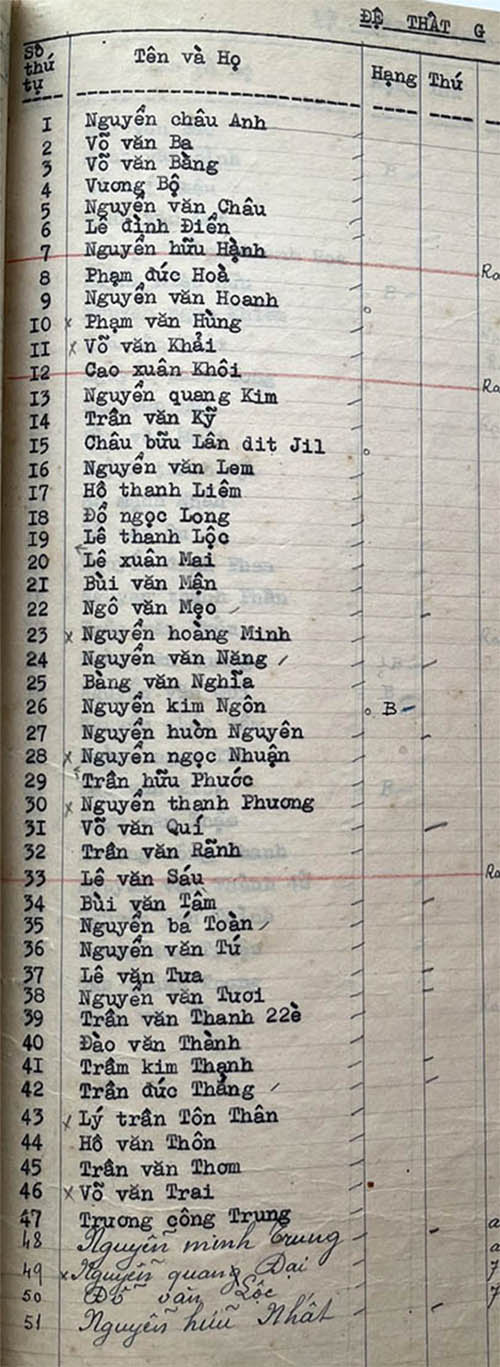 ĐỆ THẤT G
Số thứ tự Tên và Họ Hạng Thứ
1 Nguyễn châu Anh
2 Võ văn Ba
3 Võ văn Bằng
4 Vương Bộ
5 Nguyễn văn Châu
6 Lê đình Điển
7 Nguyễn hữu Hạnh
8 Phạm đức Hoà
9 Nguyễn văn Hoanh
10 x Phạm văn Hùng
11 x Võ văn Khải
12 Cao xuân Khôi
13 Nguyễn quang Kim
14 Trần văn Kỹ
15 Châu bữu Lân dit Jil
16 Nguyễn văn Lem
17 Hồ thanh Liêm
18 Đỗ ngọc Long
19 Lê thanh Lộc
20 Lê xuân Mai
21 Bùi văn Mận
22 Ngô văn Mẹo
23 x Nguyễn hoàng Minh
24 Nguyễn văn Năng
25 Bàng văn Nghĩa
26 Nguyễn kim Ngôn B
27 Nguyễn huờn Nguyên
28 x Nguyễn ngọc Nhuận
29 Trần hữu Phước
30 x Nguyễn thanh Phương
31 Võ văn Quí
32 Trần văn Rãnh
33 Lê văn Sáu
34 Bùi văn Tầm
35 Nguyễn bá Toàn
36 Nguyễn văn Tứ
37 Lê văn Tưa
38 Nguyễn văn Tươi
39 Trần văn Thanh 22è
40 Đào văn Thành
41 Trầm kim Thạnh
42 Trần đức Thắng
43 x Lý trần Tôn Thân
44 Hồ văn Thôn
45 Trần văn Thơm
46 x Võ văn Trai
47 Trương công Trung
48 Nguyễn minh Trung
49 x Nguyễn quang Đại
50 Đỗ văn Lộc
51 Nguyễn hữu Nhất